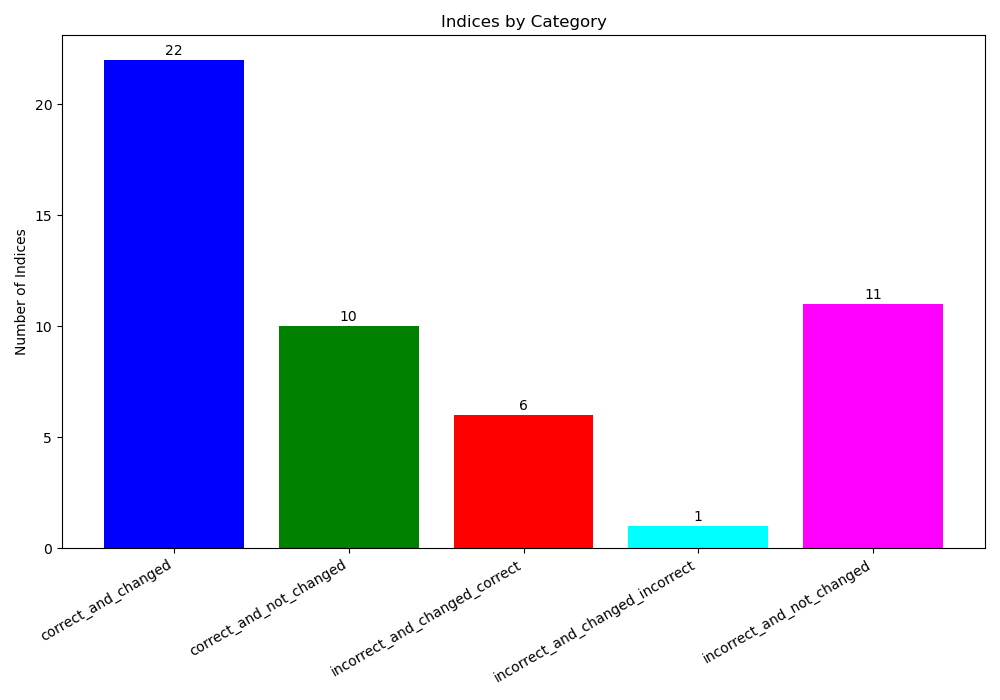 Indices by Category
Number of Indices
20
15
10
5
0
22
10
6
1
11
correct_and_changed
correct_and_not_changed
incorrect_and_changed_correct
incorrect_and_changed_incorrect
incorrect_and_not_changed